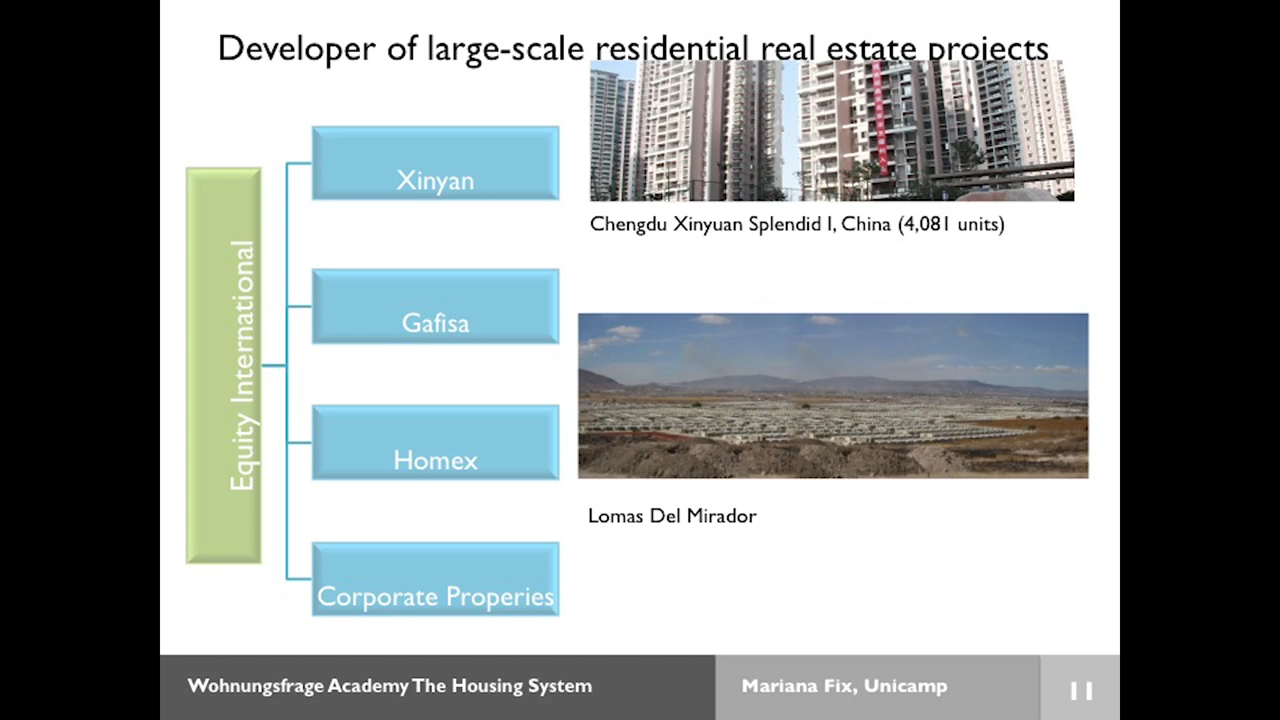 Developer of large-scale residential real estate projects
Equity International
Xinyan
Gafisa
Homex
Corporate Properies
Chengdu Xinyuan Splendid I, China (4,081 units)
Lomas Del Mirador
Wohnungsfrage Academy The Housing System
Mariana Fix, Unicamp
11